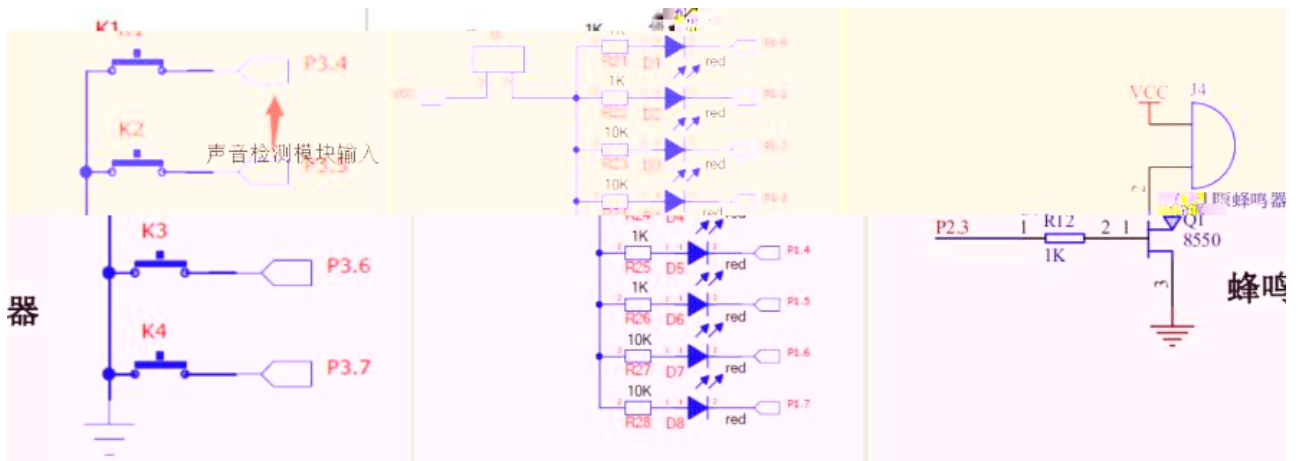 K1
P3.4
K2
声音检测模块输入
P3.5
K3
P3.6
K4
P3.7
器
1K
VCC
R21
D1
red
1K
R22
D2
red
10K
R23
D3
red
10K
R24
D4
red
1K
R25
D5
red
P1.4
1K
R26
D6
red
P1.5
10K
R27
D7
red
P1.6
10K
R28
D8
red
P1.7
VCC
J4
2
蜂鸣器
P2.3
1
R12
2
1
Q1
8550
1K
3
蜂鸣